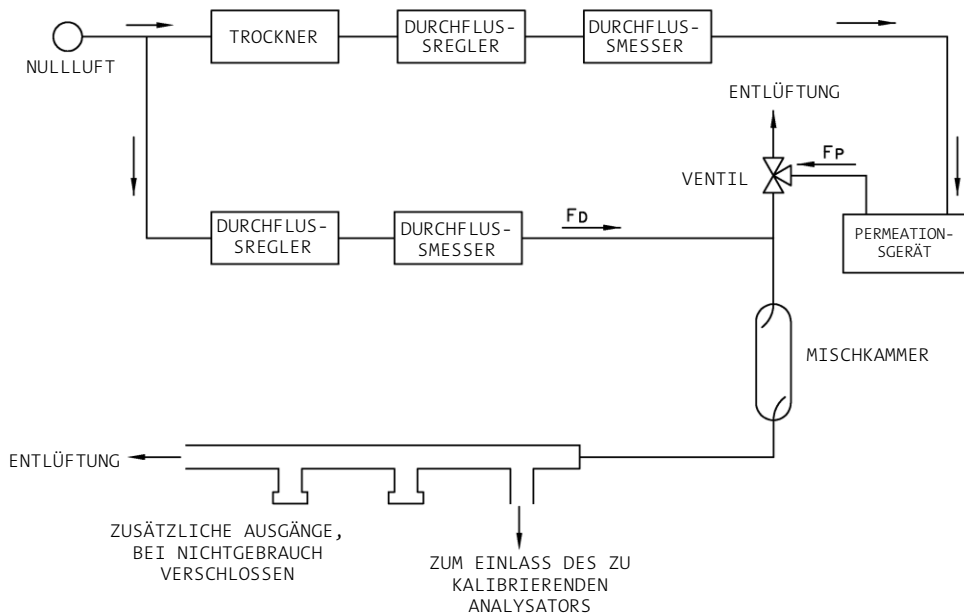 NULLLUFT
TROCKNER
DURCHFLUS-
SREGLER
DURCHFLUS-
SMESSER
ENTLÜFTUNG
VENTIL
FP
DURCHFLUS-
SREGLER
DURCHFLUS-
SMESSER
FD
PERMEATION-
SGERÄT
MISCHKAMMER
ENTLÜFTUNG
ZUSÄTZLICHE AUSGÄNGE,
BEI NICHTGEBRAUCH
VERSCHLOSSEN
ZUM EINLASS DES ZU
KALIBRIERENDEN
ANALYSATORS